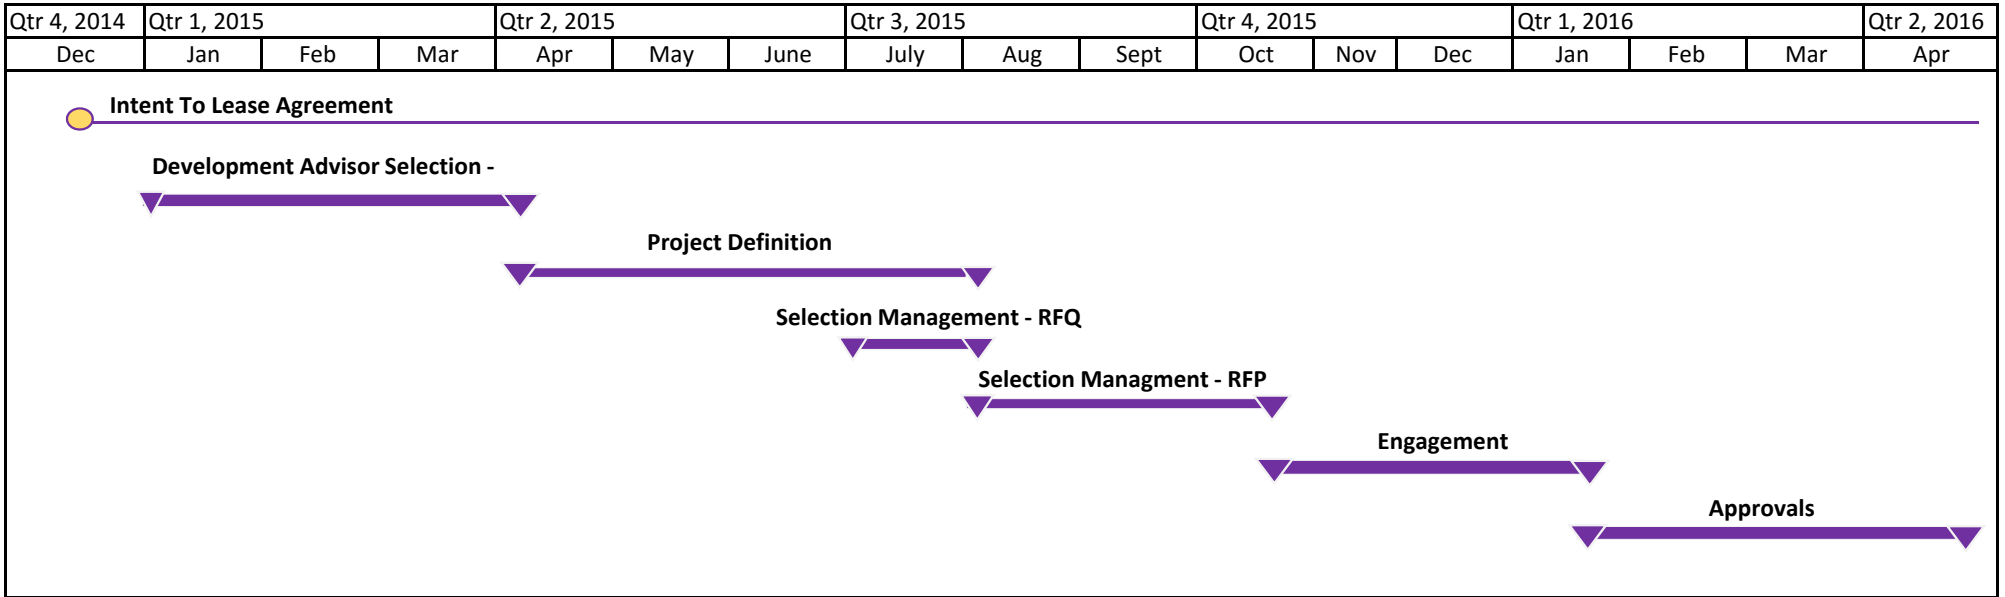 Qtr 4, 2014 Qtr 1, 2015 Qtr 2, 2015 Qtr 3, 2015 Qtr 4, 2015 Qtr 1, 2016 Qtr 2, 2016
Dec Jan Feb Mar Apr May June July Aug Sept Oct Nov Dec Jan Feb Mar Apr
Intent To Lease Agreement
Development Advisor Selection -
Project Definition
Selection Management - RFQ
Selection Managment - RFP
Engagement
Approvals